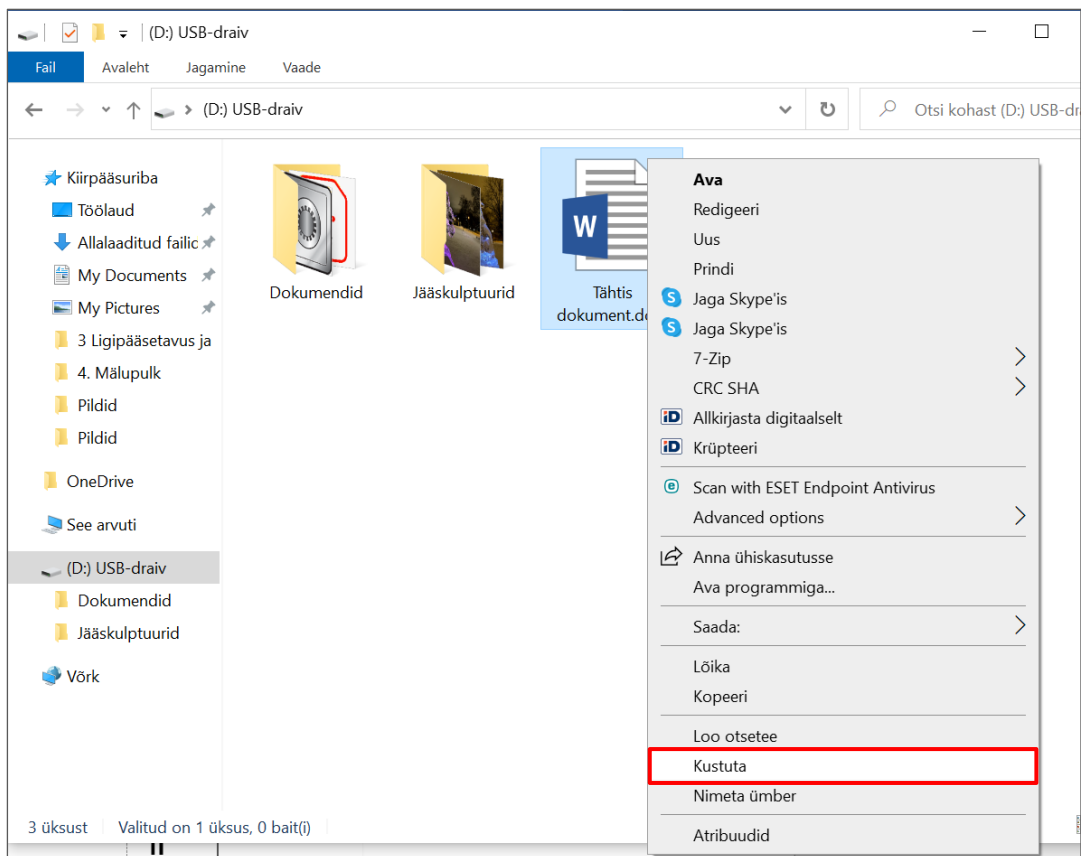 (D:) USB-draiv
Fail Avaleht Jagamine Vaade
(D:) USB-draiv
Otsi kohast (D:) USB-dra
Kiirpääsuriba
Töölaud
Allalaaditud failic
My Documents
My Pictures
3 Ligipääsetavus ja
4. Mälupulk
Pildid
Pildid
OneDrive
See arvuti
(D:) USB-draiv
Dokumendid
Jääskulptuurid
Võrk
Dokumendid
Jääskulptuurid
W
Tähtis
dokument.do
Ava
Redigeeri
Uus
Prindi
Jaga Skype'is
Jaga Skype'is
7-Zip
CRC SHA
Allkirjasta digitaalselt
Krüpteeri
Scan with ESET Endpoint Antivirus
Advanced options
Anna ühiskasutusse
Ava programmiga...
Saada:
Lõika
Kopeeri
Loo otsetee
Kustuta
Nimeta ümber
Atribuudid
3 üksust Valitud on 1 üksus, 0 bait(i)